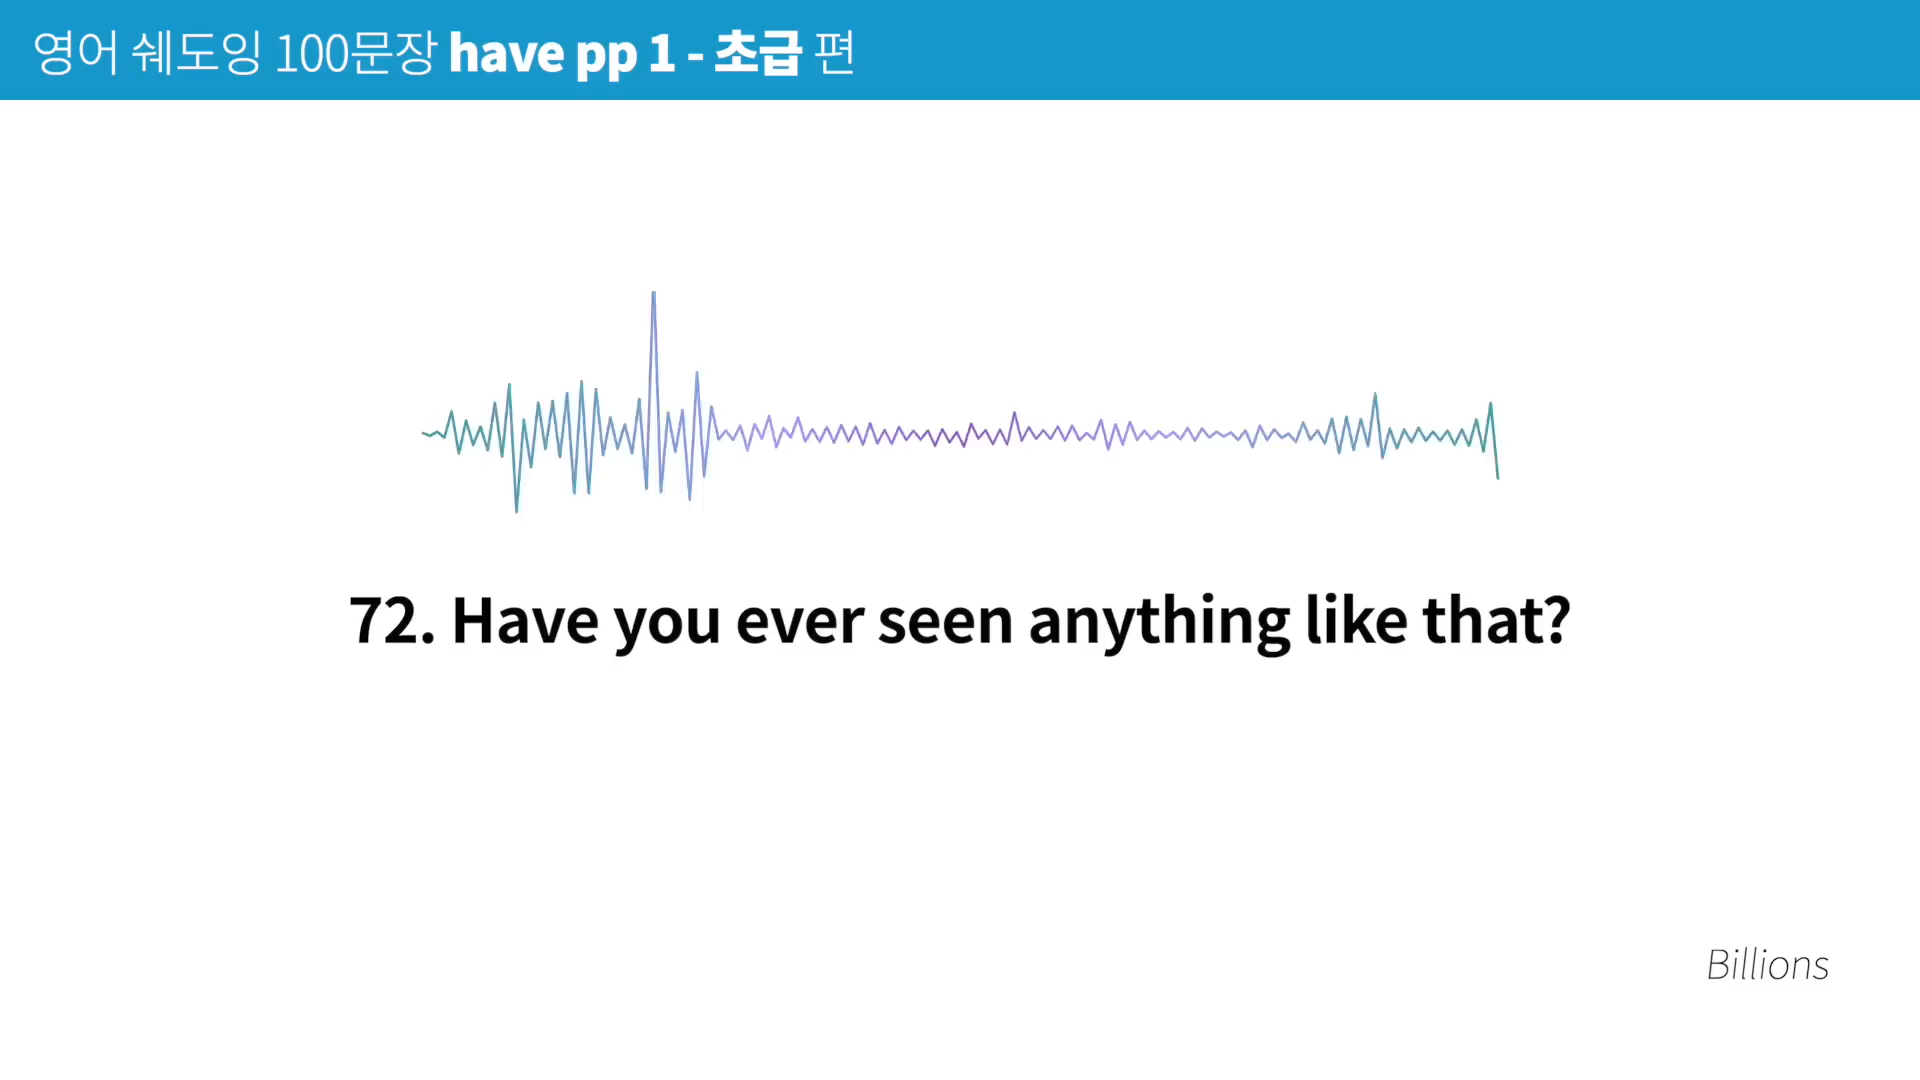 영어 쉐도잉 100문장 have pp 1 - 초급 편
72. Have you ever seen anything like that?
Billions